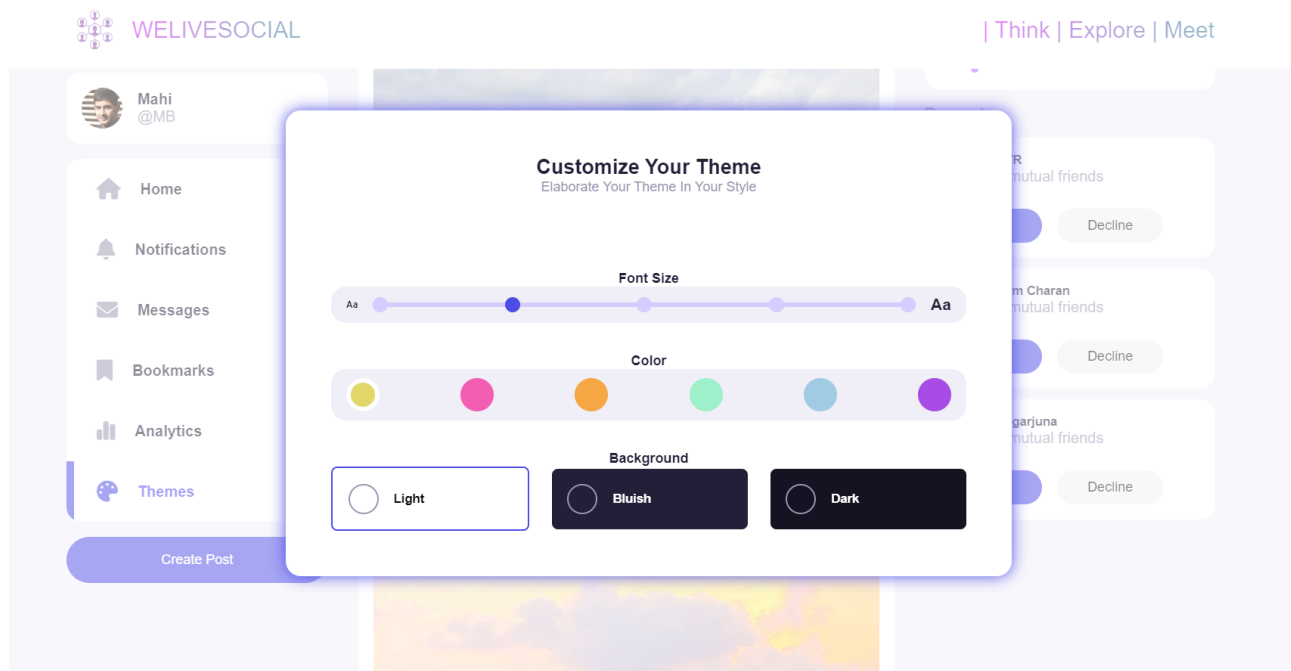 WELIVESOCIAL
| Think | Explore | Meet
Mahi
@MB
Home
Notifications
Messages
Bookmarks
Analytics
Themes
Create Post
Customize Your Theme
Elaborate Your Theme In Your Style
Font Size
Aa
Aa
Color
Background
Light
Bluish
Dark
mutual friends
Decline
Charan
mutual friends
Decline
mutual friends
Decline